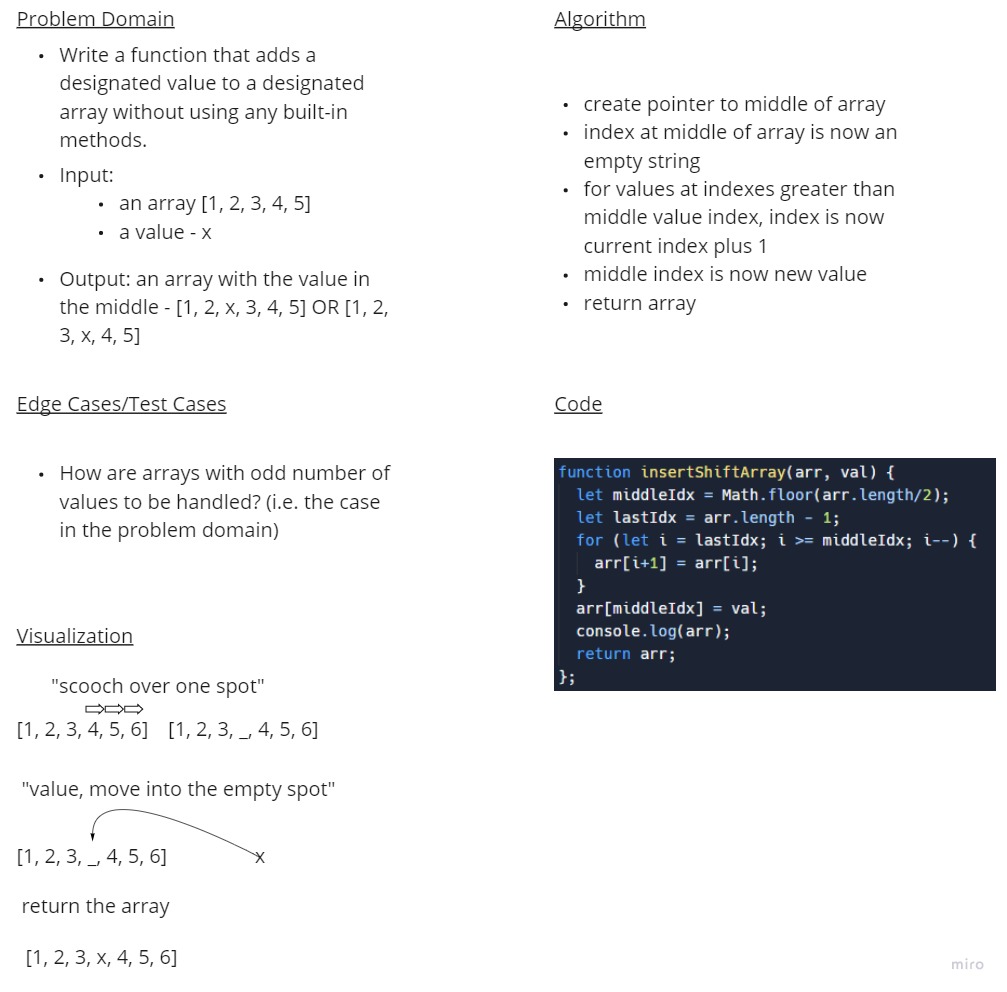 Problem Domain
• Write a function that adds a
designated value to a designated
array without using any built-in
methods.
• Input:
• an array [1, 2, 3, 4, 5]
• a value - x
• Output: an array with the value in
the middle - [1, 2, x, 3, 4, 5] OR [1, 2,
3, x, 4, 5]
Edge Cases/Test Cases
• How are arrays with odd number of
values to be handled? (i.e. the case
in the problem domain)
Visualization
"scooch over one spot"
[1, 2, 3, 4, 5, 6] [1, 2, 3, _, 4, 5, 6]
"value, move into the empty spot"
[1, 2, 3, _, 4, 5, 6] x
return the array
[1, 2, 3, x, 4, 5, 6]
Algorithm
• create pointer to middle of array
• index at middle of array is now an
empty string
• for values at indexes greater than
middle value index, index is now
current index plus 1
• middle index is now new value
• return array
Code
function insertShiftArray(arr, val) {
let middleIdx = Math.floor(arr.length/2);
let lastIdx = arr.length - 1;
for (let i = lastIdx; i >= middleIdx; i--) {
arr[i+1] = arr[i];
}
arr[middleIdx] = val;
console.log(arr);
return arr;
};
miro